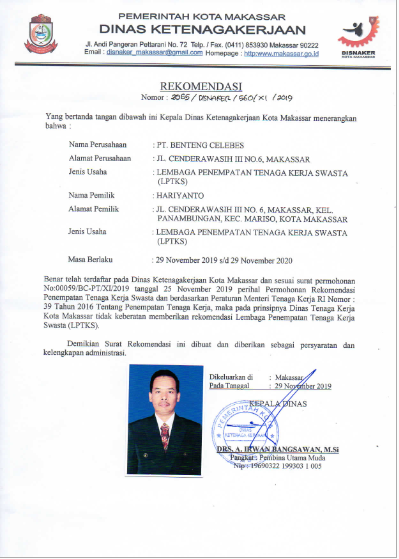 PEMERINTAH KOTA MAKASSAR
DINAS KETENAGAKERJAAN
Jl. Andi Pangeran Pettarani No. 72 Telp. / Fax. (0411) 853930 Makassar 90222
Email : disnaker_makassar@gmail.com Homepage : http:www.makassar.go.id
DISNAKER
KOTA MAKASSAR
REKOMENDASI
Nomor : 2055/DISNAKER/560/XI/2019
Yang bertanda tangan dibawah ini Kepala Dinas Ketenagakerjaan Kota Makassar menerangkan
bahwa :
Nama Perusahaan : PT. BENTENG CELEBES
Alamat Perusahaan : JL. CENDERAWASIH III NO.6, MAKASSAR
Jenis Usaha : LEMBAGA PENEMPATAN TENAGA KERJA SWASTA
(LPTKS)
Nama Pemilik : HARIYANTO
Alamat Pemilik : JL. CENDERAWASIH III NO. 6, MAKASSAR, KEL.
PANAMBUNGAN, KEC. MARISO, KOTA MAKASSAR
Jenis Usaha : LEMBAGA PENEMPATAN TENAGA KERJA SWASTA
(LPTKS)
Masa Berlaku : 29 November 2019 s/d 29 November 2020
Benar telah terdaftar pada Dinas Ketenagakerjaan Kota Makassar dan sesuai surat permohonan
No:00059/BC-PT/XI/2019 tanggal 25 November 2019 perihal Permohonan Rekomendasi
Penempatan Tenaga Kerja Swasta dan berdasarkan Peraturan Menteri Tenaga Kerja RI Nomor :
39 Tahun 2016 Tentang Penempatan Tenaga Kerja, maka pada prinsipnya Dinas Tenaga Kerja
Kota Makassar tidak keberatan memberikan rekomendasi Lembaga Penempatan Tenaga Kerja
Swasta (LPTKS).
Demikian Surat Rekomendasi ini dibuat dan diberikan sebagai persyaratan dan
kelengkapan administrasi.
Dikeluarkan di : Makassar
Pada Tanggal : 29 November 2019
KEPALA DINAS
PEMERINTAH KOTA
DINAS
KETENAGAKERJAAN
DRS. A. IRWAN BANGSAWAN, M.Si
Pangkat : Pembina Utama Muda
Nip : 19690322 199303 1 005